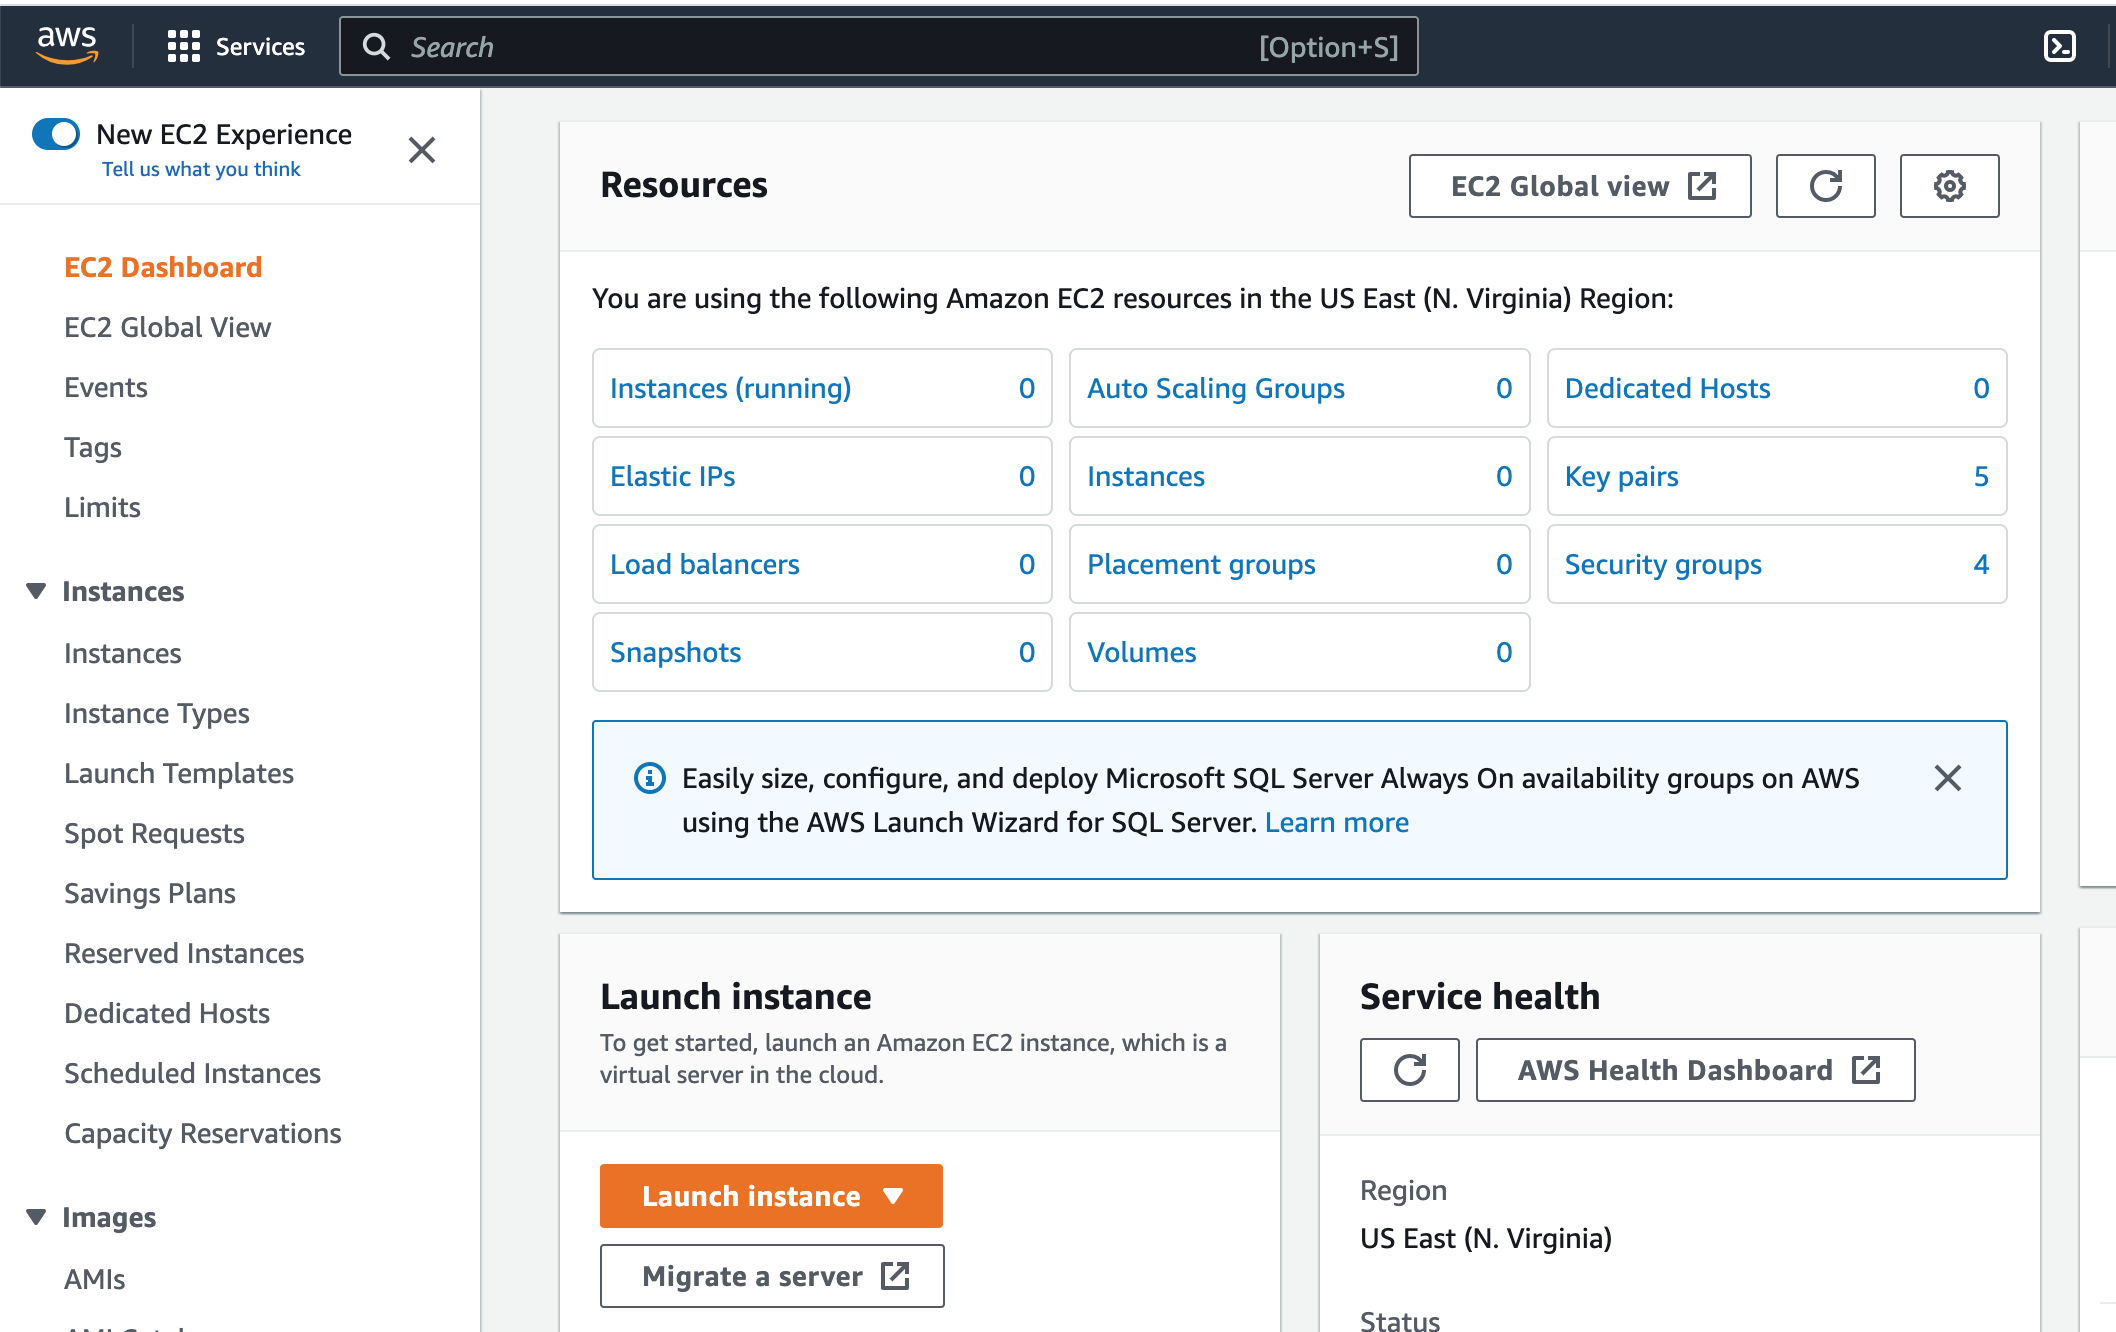 aws
Services
Search
[Option+S]
New EC2 Experience
Tell us what you think
EC2 Dashboard
EC2 Global View
Events
Tags
Limits
Instances
Instances
Instance Types
Launch Templates
Spot Requests
Savings Plans
Reserved Instances
Dedicated Hosts
Scheduled Instances
Capacity Reservations
Images
AMIs
Resources
EC2 Global view
You are using the following Amazon EC2 resources in the US East (N. Virginia) Region:
Instances (running) 0
Auto Scaling Groups 0
Dedicated Hosts 0
Elastic IPs 0
Instances 0
Key pairs 5
Load balancers 0
Placement groups 0
Security groups 4
Snapshots 0
Volumes 0
Easily size, configure, and deploy Microsoft SQL Server Always On availability groups on AWS
using the AWS Launch Wizard for SQL Server. Learn more
Launch instance
To get started, launch an Amazon EC2 instance, which is a
virtual server in the cloud.
Launch instance
Migrate a server
Service health
AWS Health Dashboard
Region
US East (N. Virginia)
Status